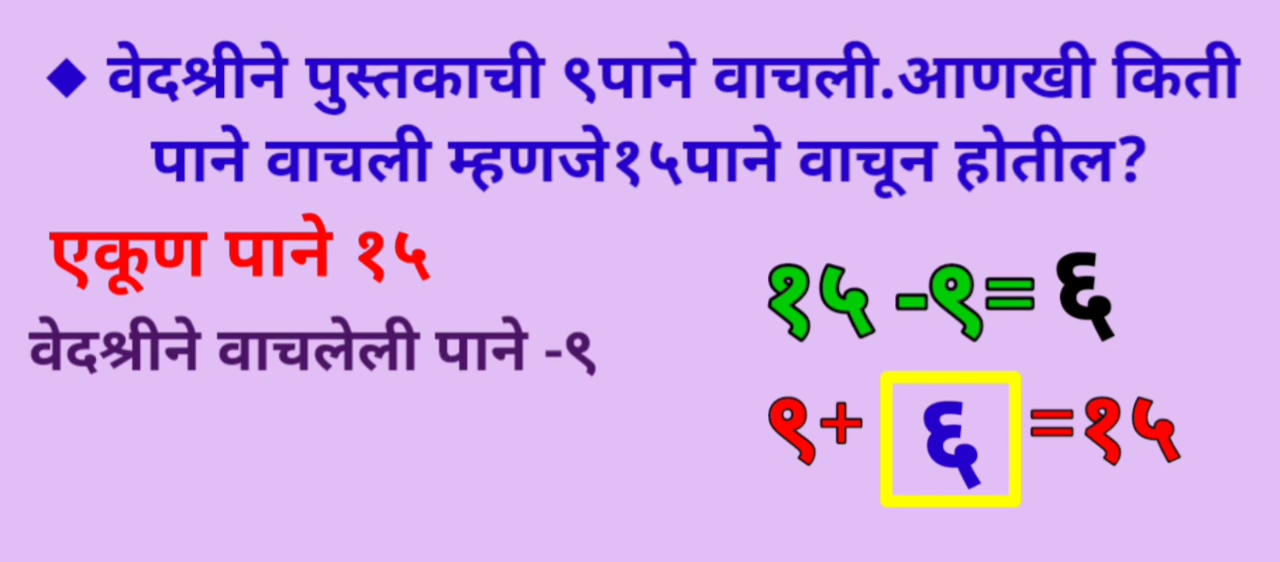 ◆ वेदश्रीने पुस्तकाची ९पाने वाचली.आणखी किती
पाने वाचली म्हणजे१५पाने वाचून होतील?
एकूण पाने १५
वेदश्रीने वाचलेली पाने -९
१५ -९= ६
९+ ६ =१५